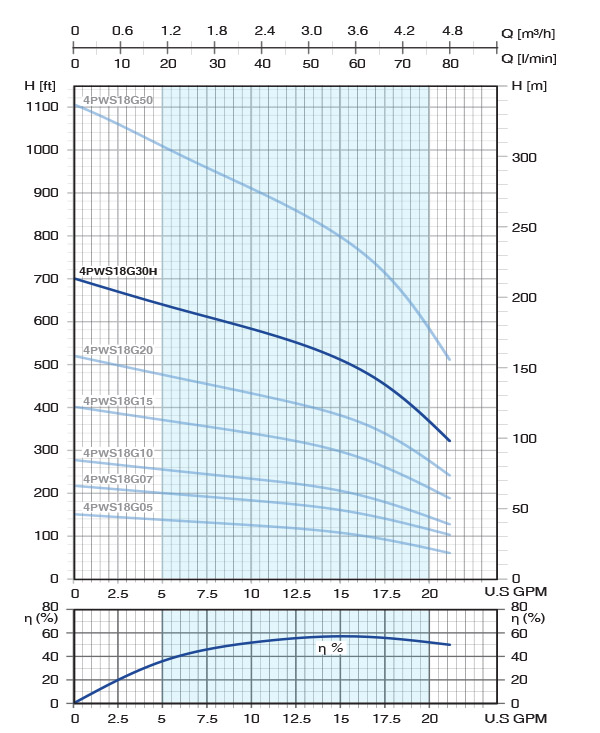 0 0.6 1.2 1.8 2.4 3.0 3.6 4.2 4.8 Q [m³/h]
0 10 20 30 40 50 60 70 80 Q [l/min]
H [ft] H [m]
4PWS18G50
1100
1000
300
900
250
800
4PWS18G30H
700
200
600
4PWS18G20
500
150
4PWS18G15
400
100
4PWS18G10
300
4PWS18G07
200
4PWS18G05
50
100
0 0
0 2.5 5 7.5 10 12.5 15 17.5 20 U.S GPM
80 80
η (%) η (%)
60 60
η %
40 40
20 20
0 0
0 2.5 5 7.5 10 12.5 15 17.5 20 U.S GPM